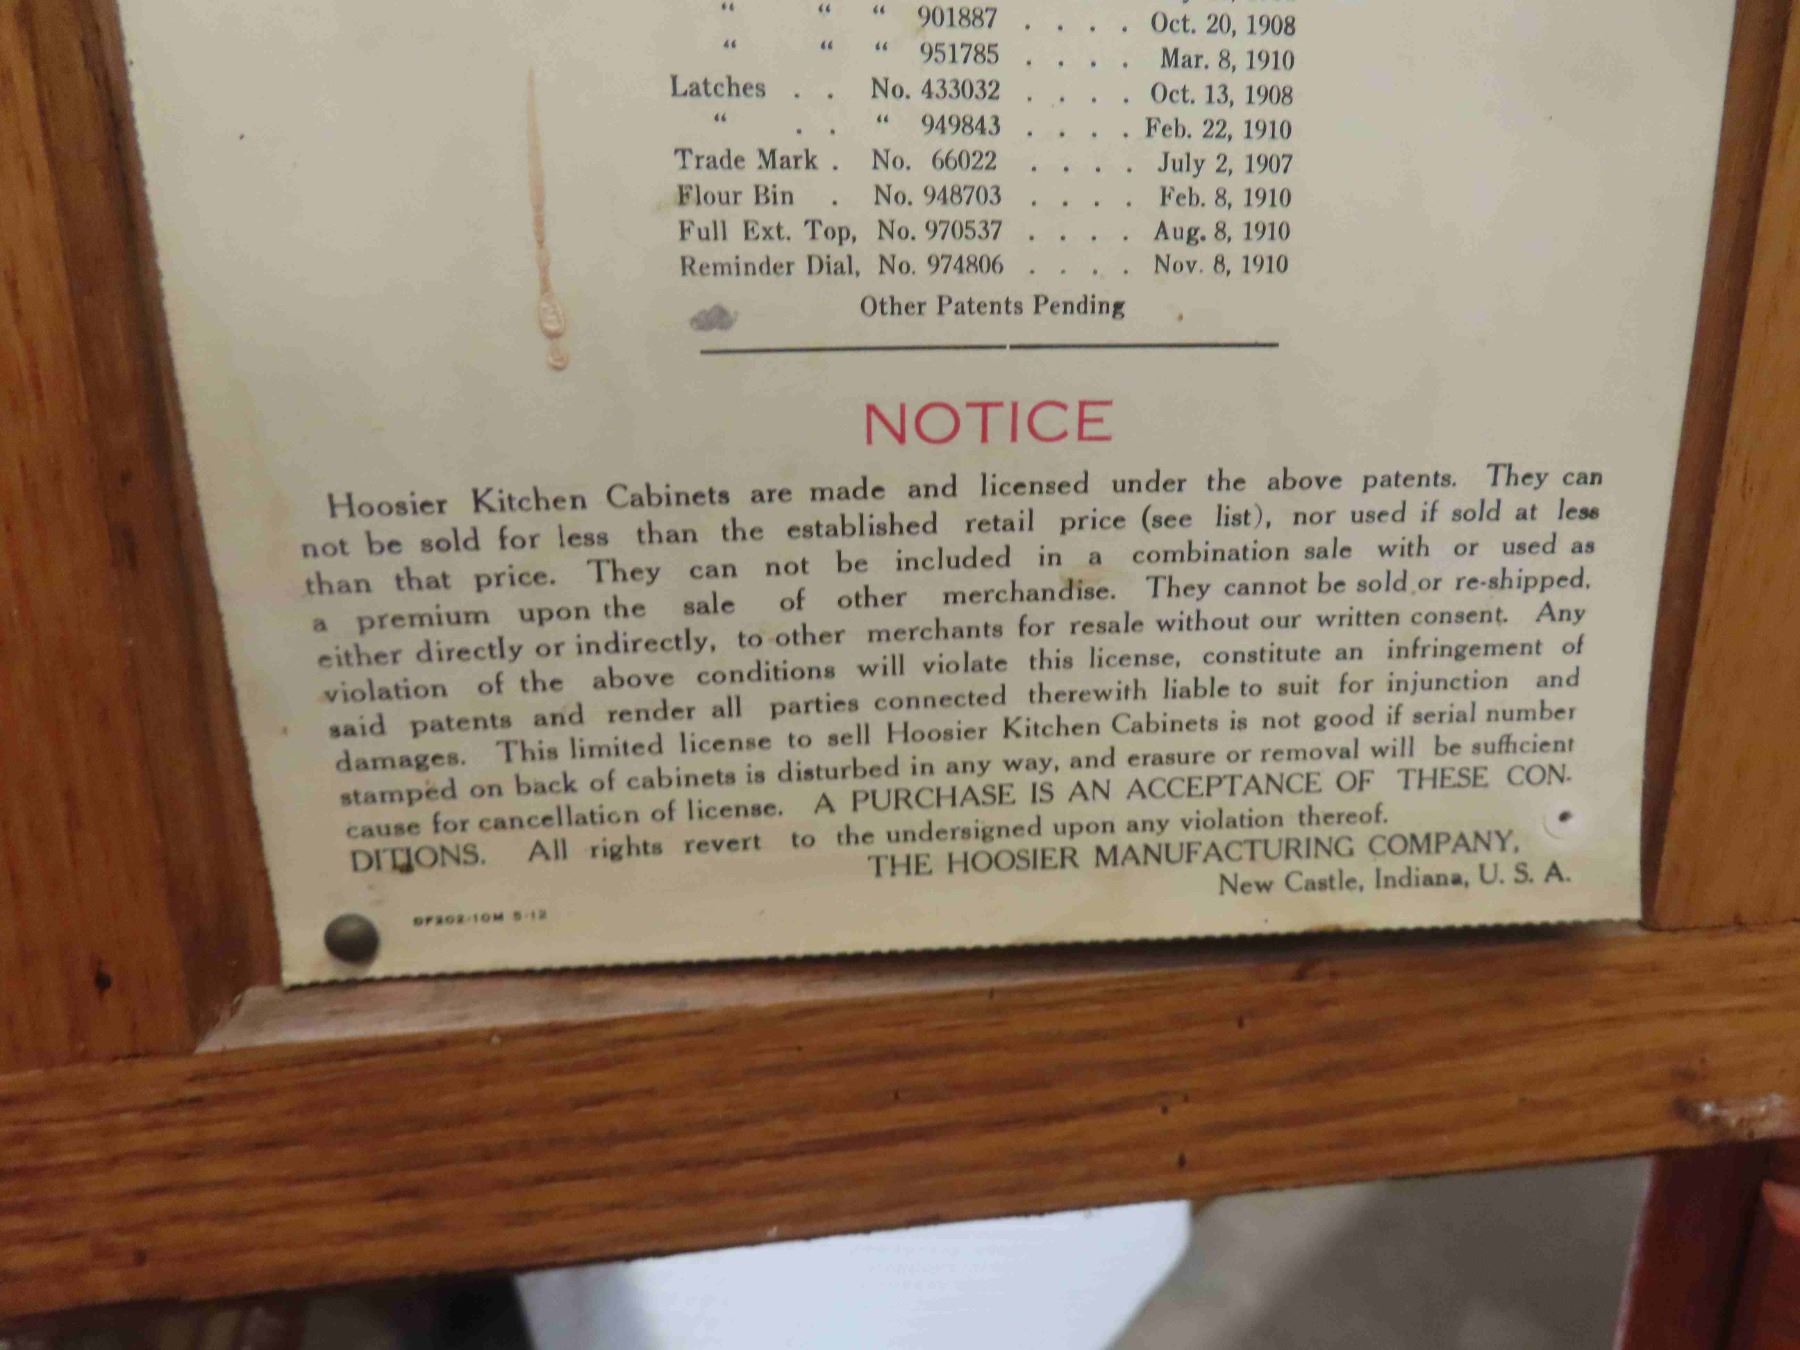 “ “ “ 901887 . . . . Oct. 20, 1908
“ “ “ 951785 . . . . Mar. 8, 1910
Latches . . No. 433032 . . . . Oct. 13, 1908
“ . . “ 949843 . . . . Feb. 22, 1910
Trade Mark . No. 66022 . . . . July 2, 1907
Flour Bin . No. 948703 . . . . Feb. 8, 1910
Full Ext. Top, No. 970537 . . . . Aug. 8, 1910
Reminder Dial, No. 974806 . . . . Nov. 8, 1910
Other Patents Pending
NOTICE
Hoosier Kitchen Cabinets are made and licensed under the above patents. They can
not be sold for less than the established retail price (see list), nor used if sold at less
than that price. They can not be included in a combination sale with or used as
a premium upon the sale of other merchandise. They cannot be sold or re-shipped,
either directly or indirectly, to other merchants for resale without our written consent. Any
violation of the above conditions will violate this license, constitute an infringement of
said patents and render all parties connected therewith liable to suit for injunction and
damages. This limited license to sell Hoosier Kitchen Cabinets is not good if serial number
stamped on back of cabinets is disturbed in any way, and erasure or removal will be sufficient
cause for cancellation of license. A PURCHASE IS AN ACCEPTANCE OF THESE CON-
DITIONS. All rights revert to the undersigned upon any violation thereof.
THE HOOSIER MANUFACTURING COMPANY,
New Castle, Indiana, U. S. A.
5-12